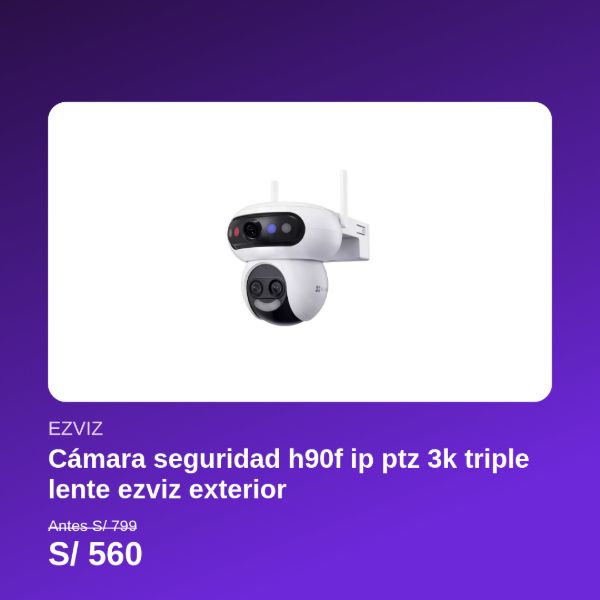 EZVIZ
Cámara seguridad h90f ip ptz 3k triple
lente ezviz exterior
Antes S/ 799
S/ 560